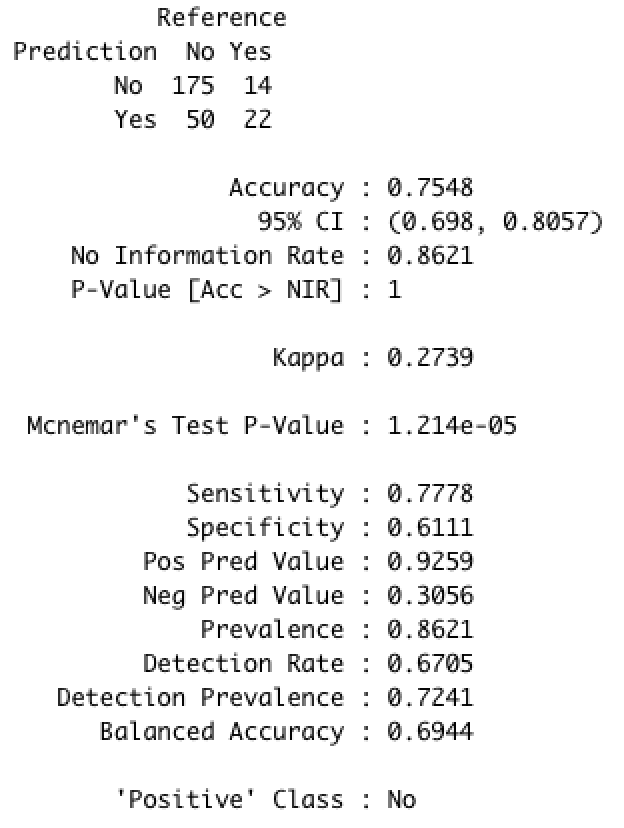 Reference
Prediction No Yes
No 175 14
Yes 50 22
Accuracy : 0.7548
95% CI : (0.698, 0.8057)
No Information Rate : 0.8621
P-Value [Acc > NIR] : 1
Kappa : 0.2739
Mcnemar's Test P-Value : 1.214e-05
Sensitivity : 0.7778
Specificity : 0.6111
Pos Pred Value : 0.9259
Neg Pred Value : 0.3056
Prevalence : 0.8621
Detection Rate : 0.6705
Detection Prevalence : 0.7241
Balanced Accuracy : 0.6944
'Positive' Class : No